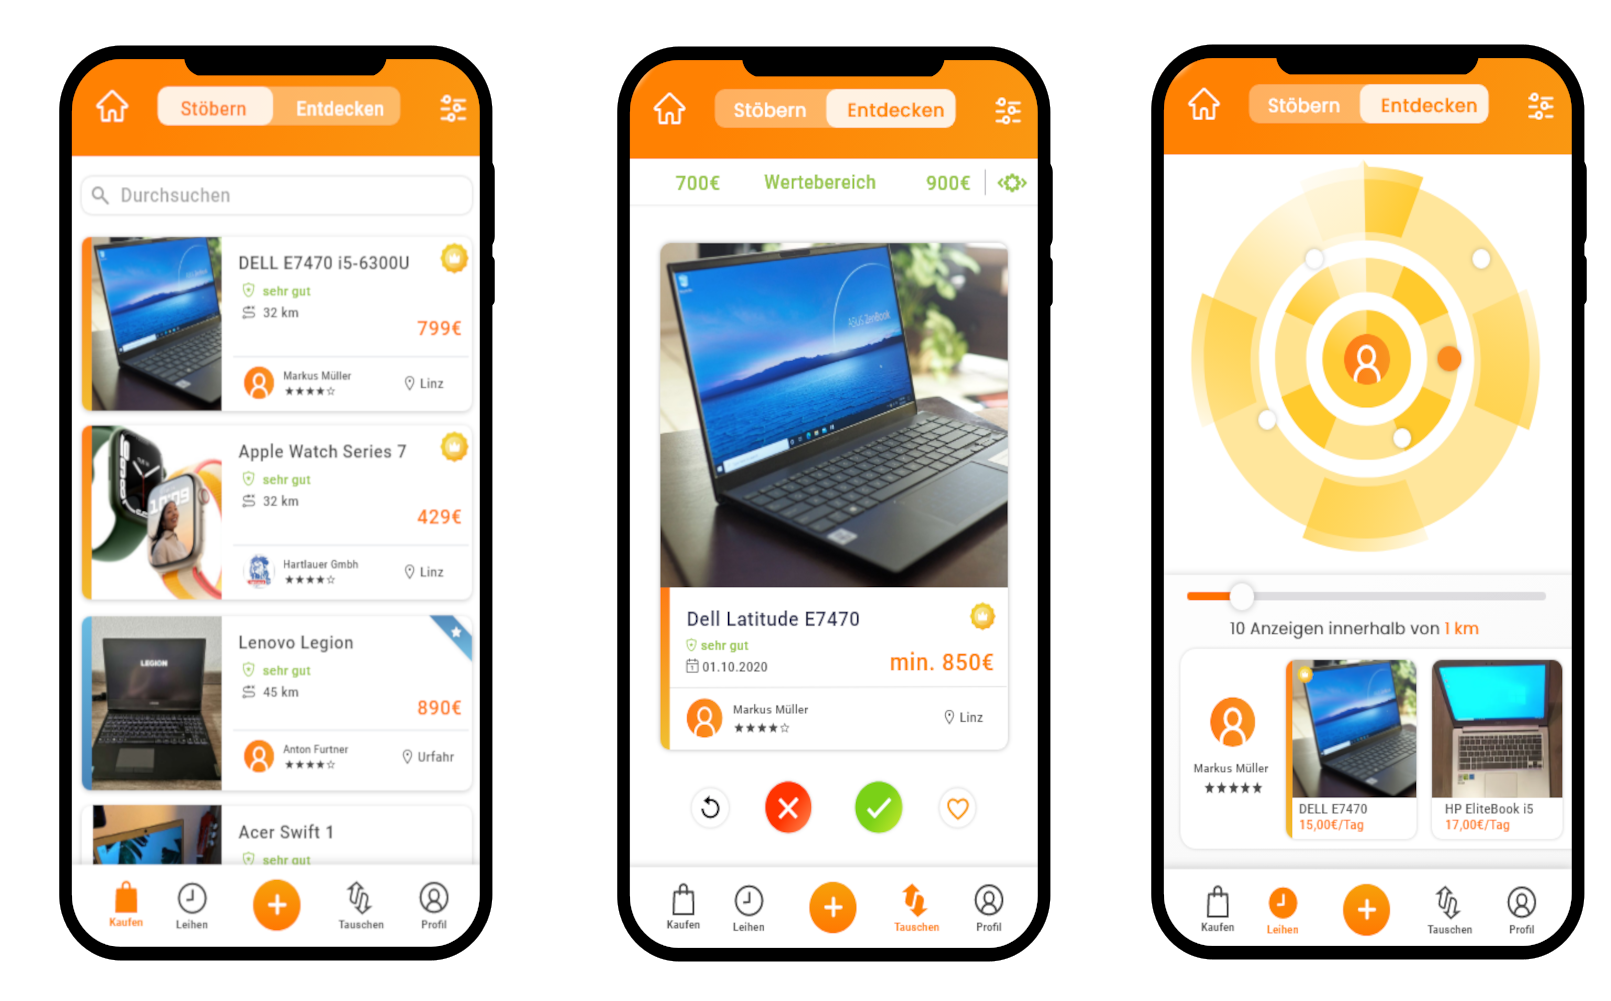 Stöbern Entdecken
Durchsuchen
DELL E7470 i5-6300U
sehr gut
32 km
799€
Markus Müller
Linz
Apple Watch Series 7
sehr gut
32 km
429€
Hartlauer Gmbh
Linz
LEGION
Lenovo Legion
sehr gut
45 km
890€
Anton Furtner
Urfahr
Acer Swift 1
sehr gut
Kaufen Leihen Tauschen Profil
Stöbern Entdecken
700€ Wertebereich 900€
ASUS ZenBook
Dell Latitude E7470
sehr gut
01.10.2020
min. 850€
Markus Müller
Linz
Kaufen Leihen Tauschen Profil
Stöbern Entdecken
10 Anzeigen innerhalb von 1 km
Markus Müller
DELL E7470
15,00€/Tag
HP EliteBook i5
17,00€/Tag
Kaufen Leihen Tauschen Profil